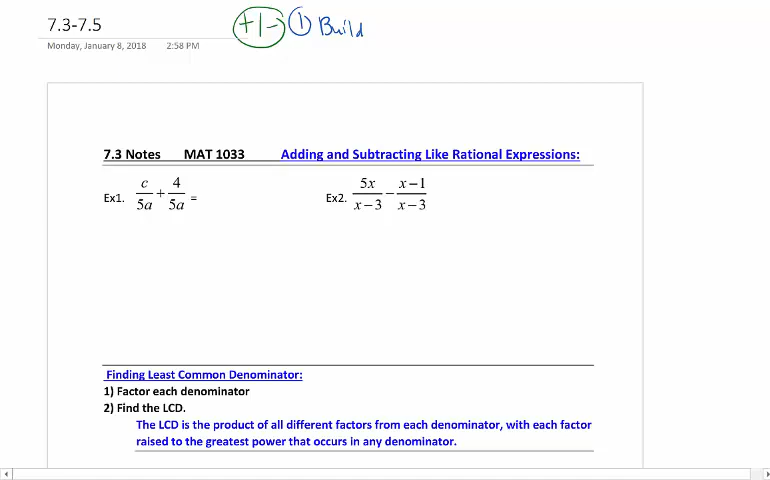 7.3-7.5
+/- ① Build
Monday, January 8, 2018 2:58 PM
7.3 Notes MAT 1033 Adding and Subtracting Like Rational Expressions:
Ex1. c/5a + 4/5a = Ex2. 5x/x−3 − x−1/x−3
Finding Least Common Denominator:
1) Factor each denominator
2) Find the LCD.
The LCD is the product of all different factors from each denominator, with each factor
raised to the greatest power that occurs in any denominator.